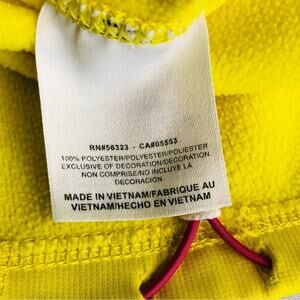 RN#56323 - CA#05553
100% POLYESTER/POLYESTER/POLIESTER
EXCLUSIVE OF DECORATION/DECORATION
NON COMPRISE/NO INCLUYE LA
DECORACION
MADE IN VIETNAM/FABRIQUE AU
VIETNAM/HECHO EN VIETNAM